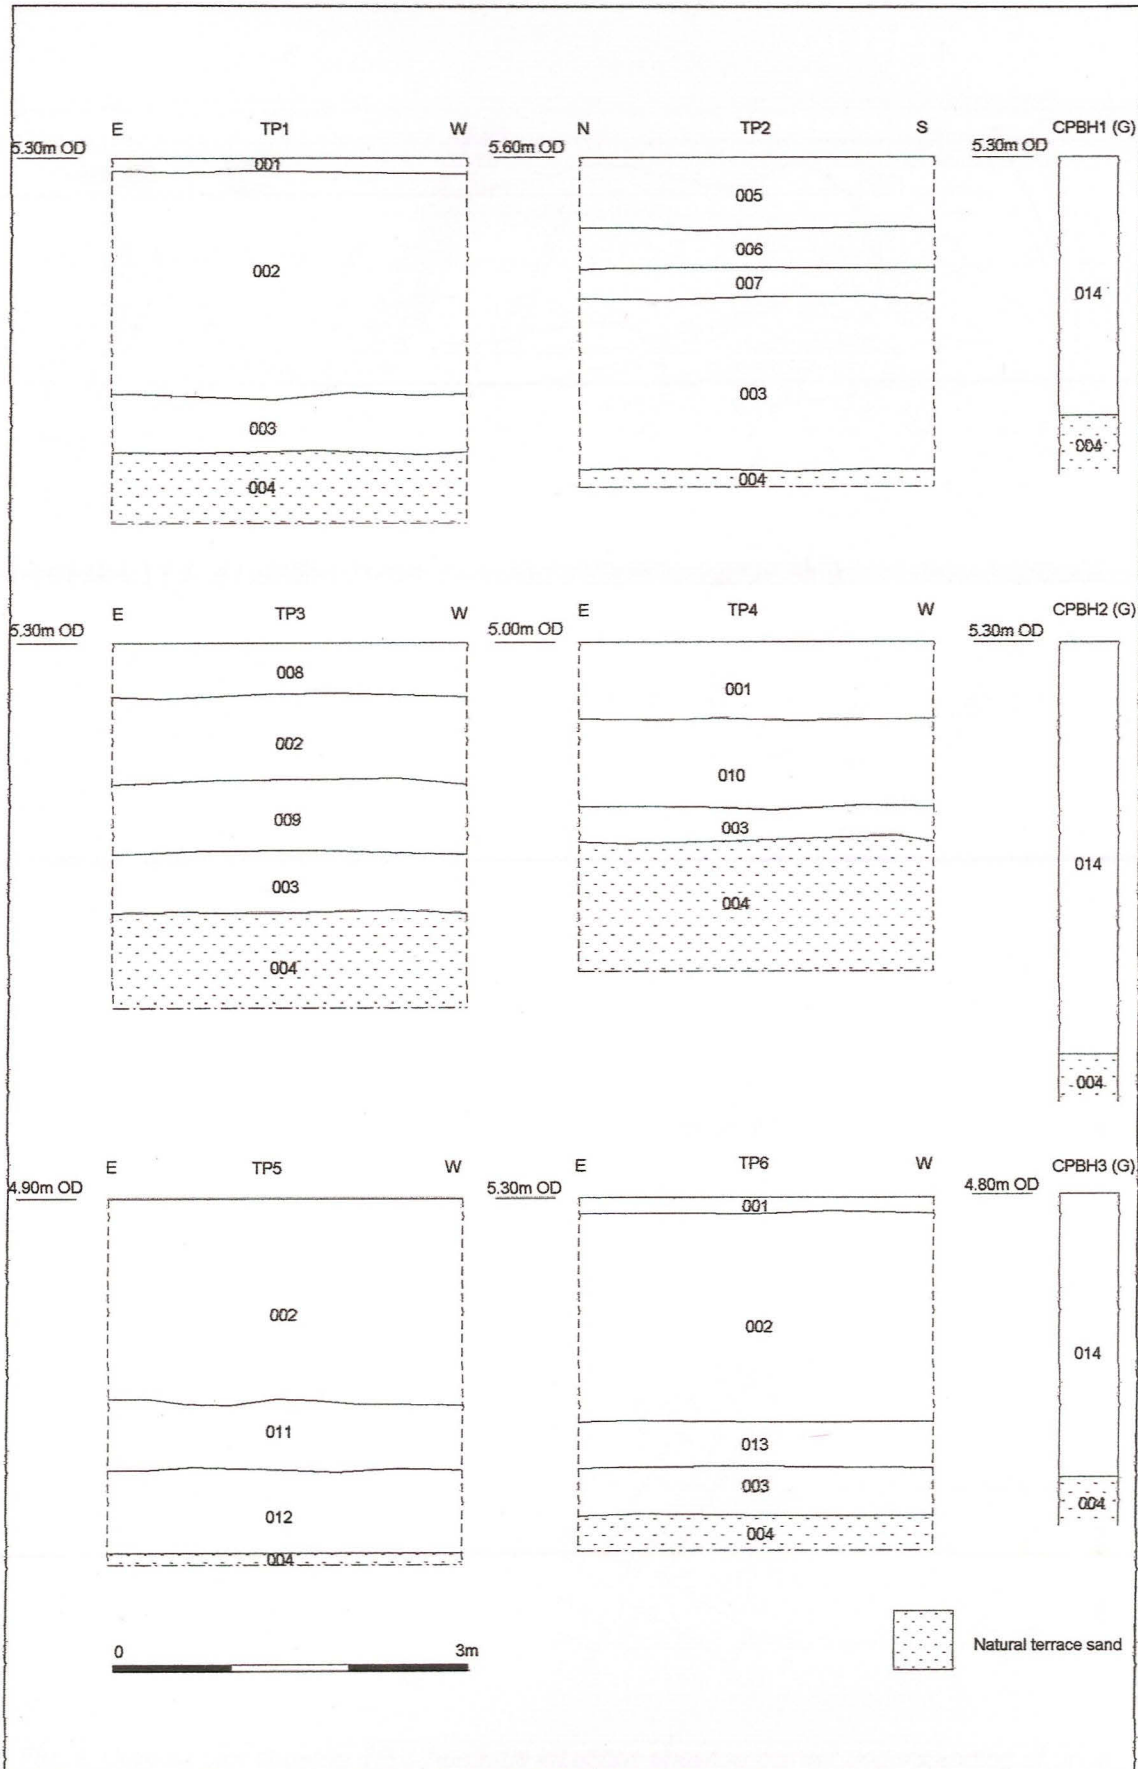 E TP1 W
5.30m OD
001
002
003
004
N TP2 S
5.60m OD
005
006
007
003
004
CPBH1 (G)
5.30m OD
014
004
E TP3 W
5.30m OD
008
002
009
003
004
E TP4 W
5.00m OD
001
010
003
004
CPBH2 (G)
5.30m OD
014
004
E TP5 W
4.90m OD
002
011
012
004
E TP6 W
5.30m OD
001
002
013
003
004
CPBH3 (G)
4.80m OD
014
004
0 3m
Natural terrace sand